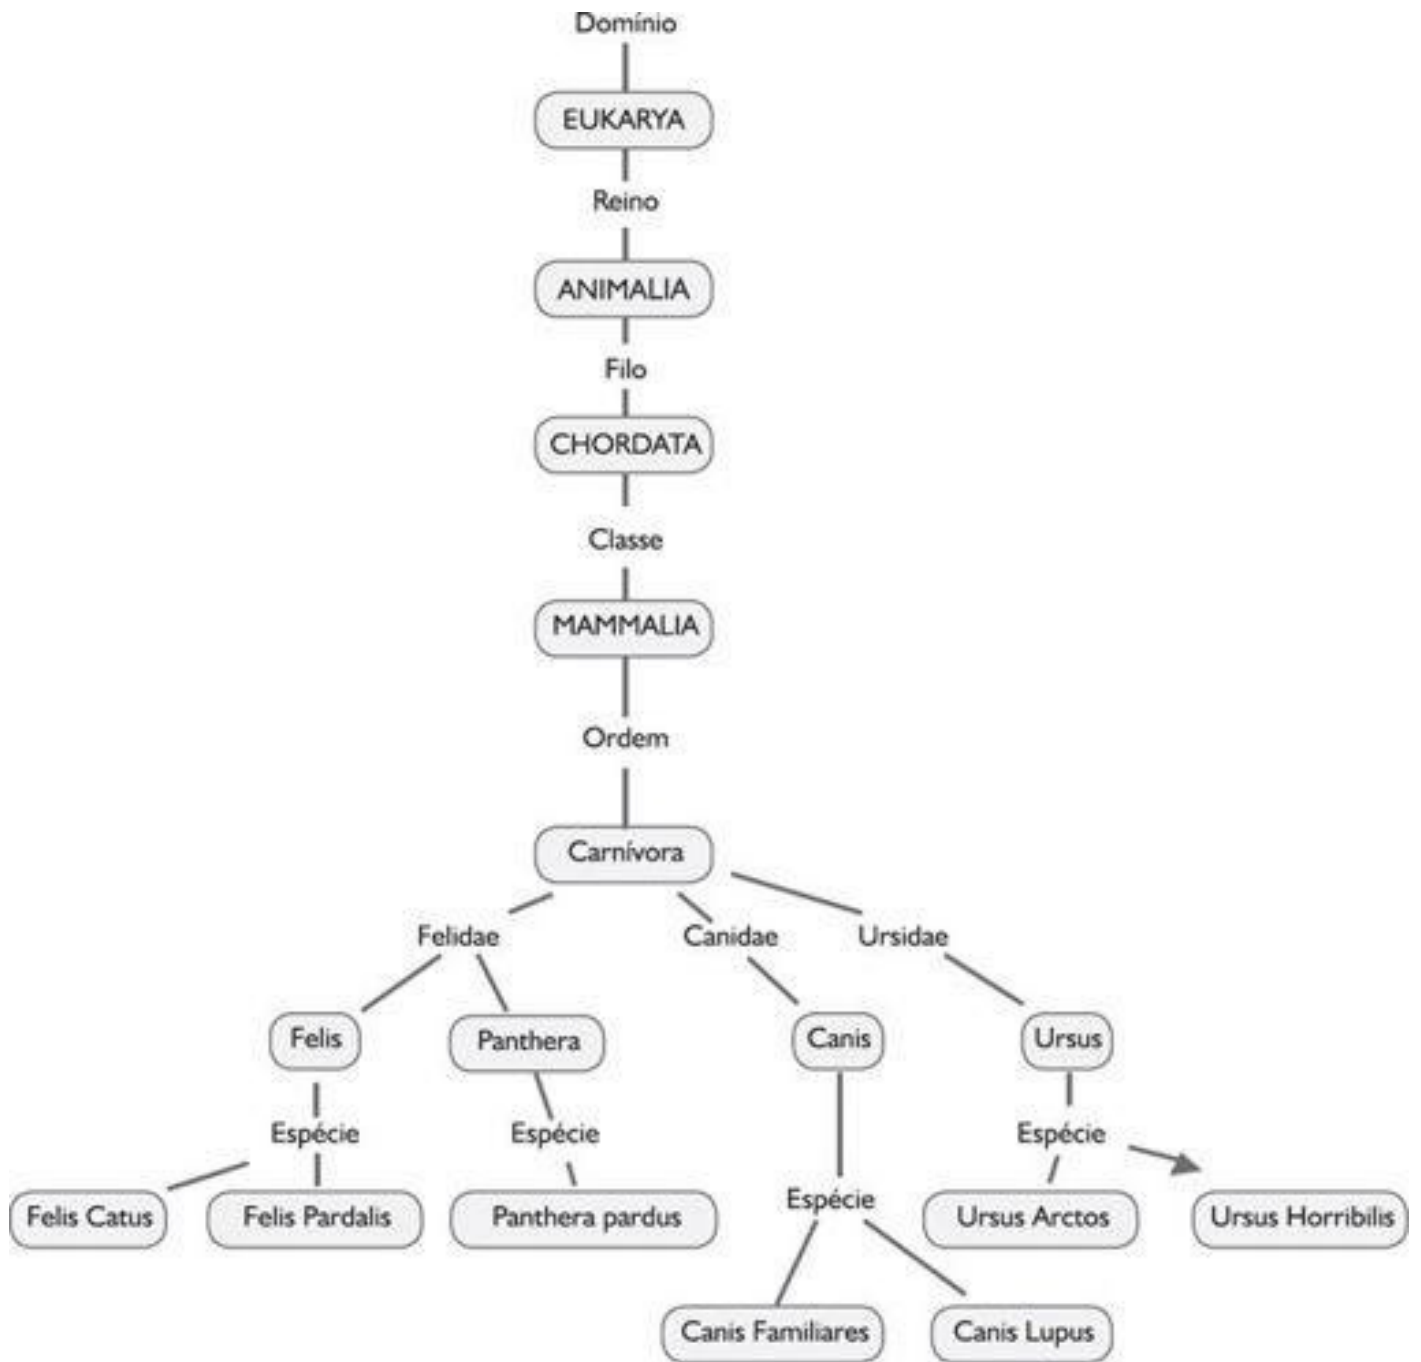 Domínio
EUKARYA
Reino
ANIMALIA
Filo
CHORDATA
Classe
MAMMALIA
Ordem
Carnívora
Felidae
Canidae
Ursidae
Felis
Panthera
Canis
Ursus
Espécie
Espécie
Espécie
Espécie
Felis Catus
Felis Pardalis
Panthera pardus
Ursus Arctos
Ursus Horribilis
Canis Familiares
Canis Lupus